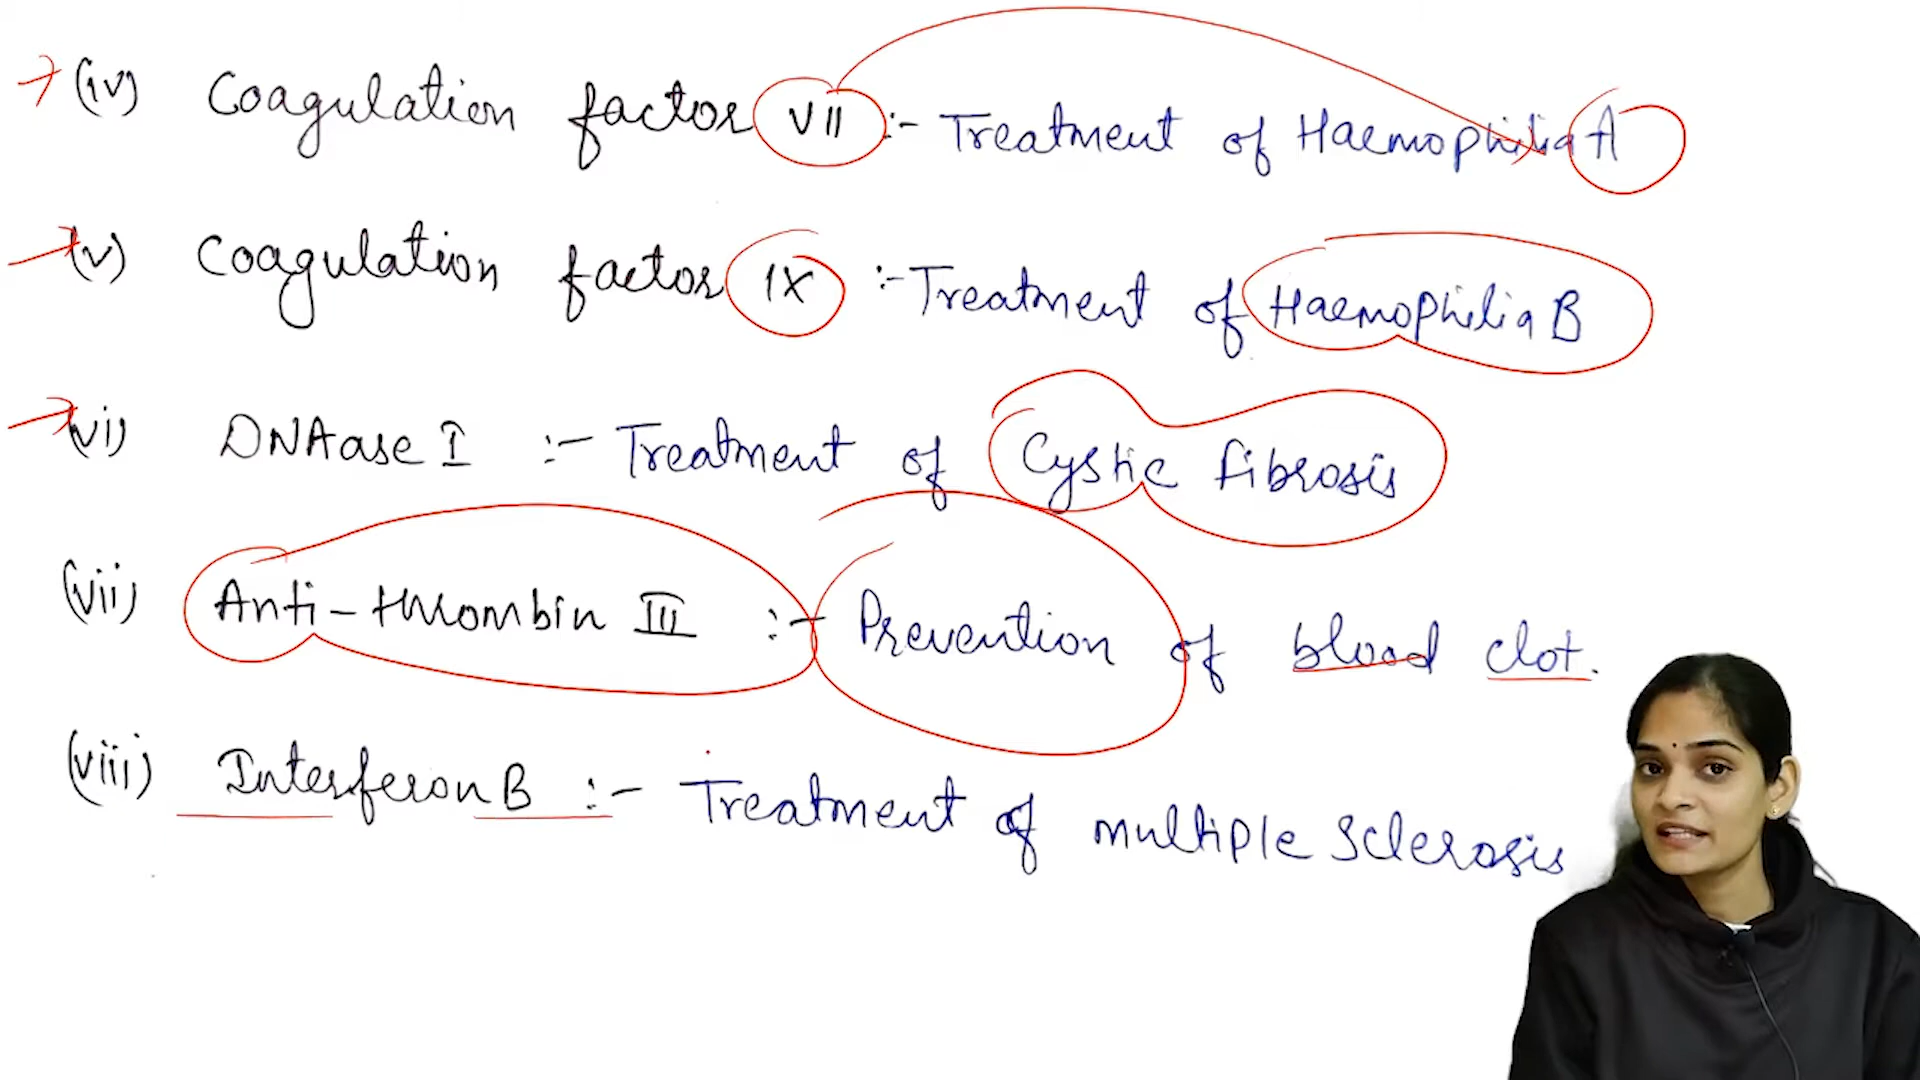 (iv) Coagulation factor VII :- Treatment of Haemophilia A
(v) Coagulation factor IX :- Treatment of Haemophilia B
vi) DNAase I :- Treatment of Cystic fibrosis
(vii) Anti-thrombin III :- Prevention of blood clot.
(viii) Interferon B :- Treatment of multiple sclerosis